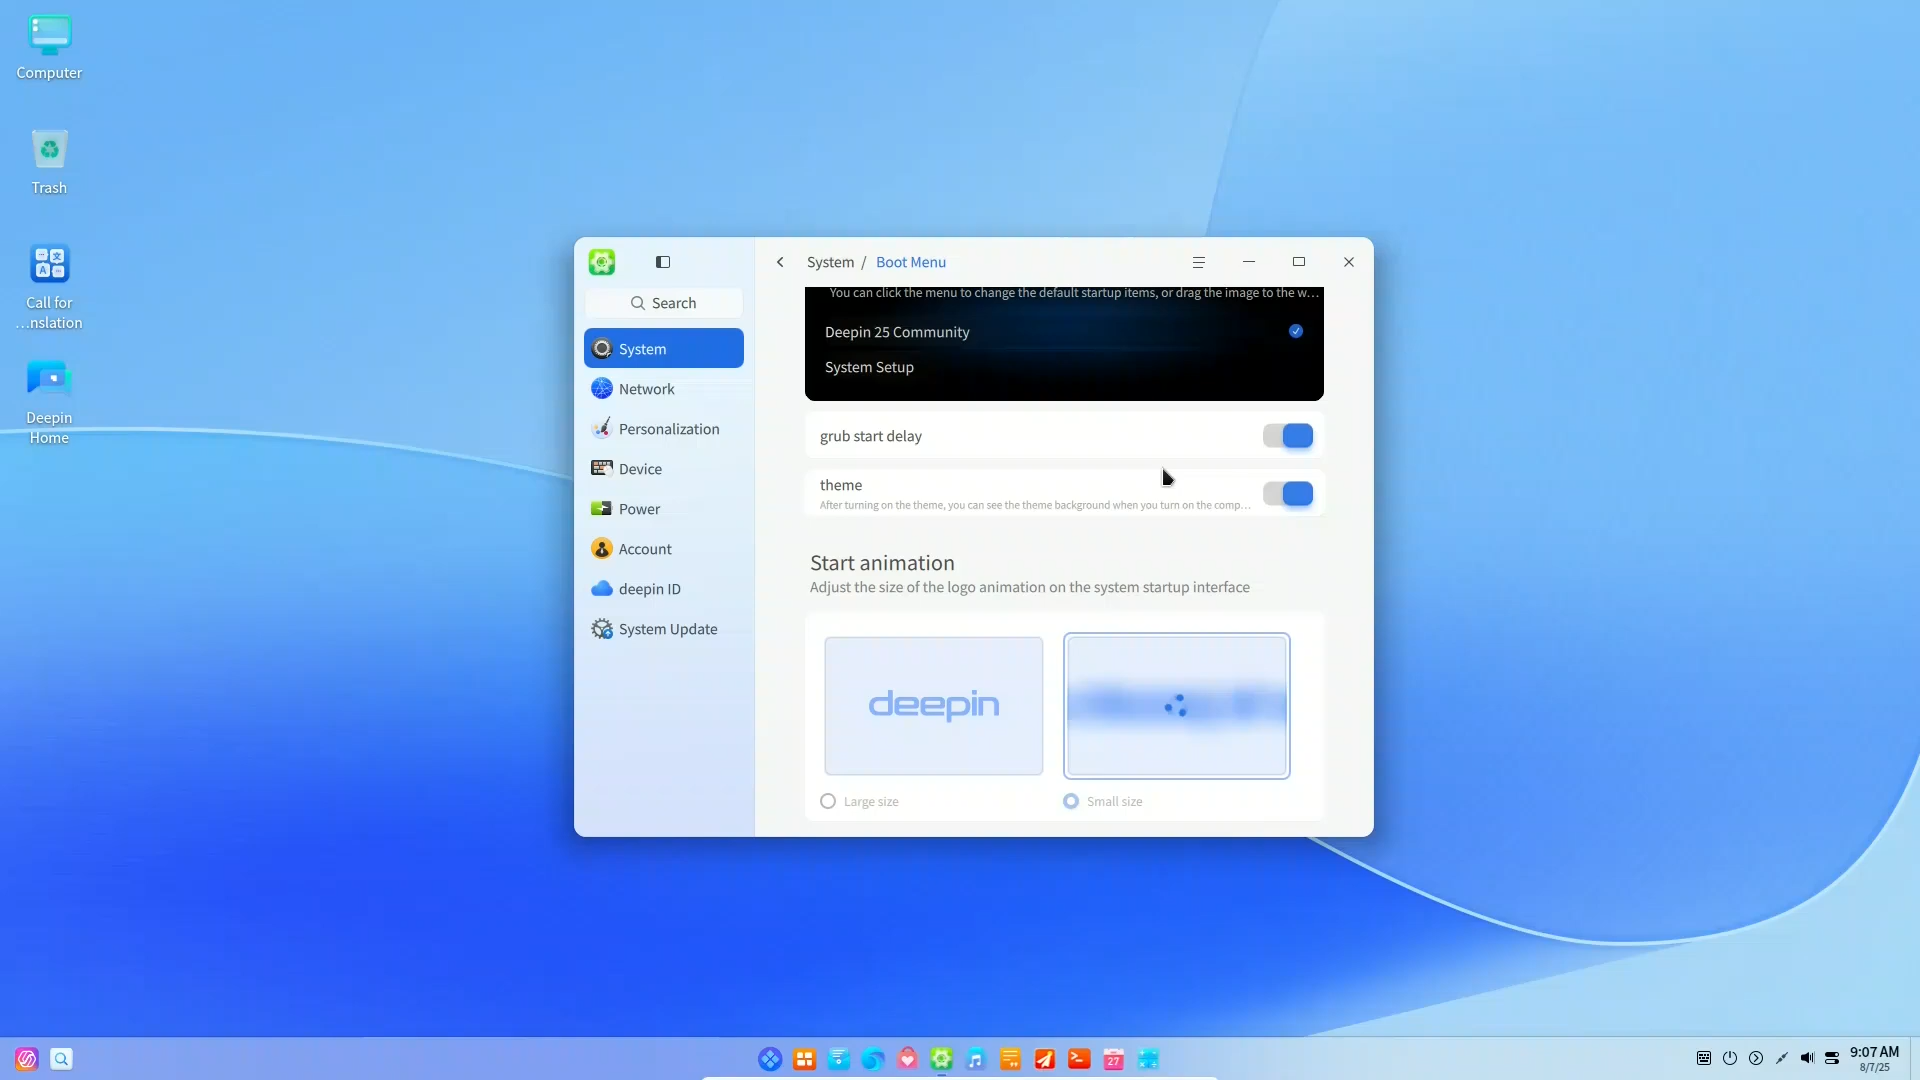 Computer
Trash
Call for
...nslation
Deepin
Home
System / Boot Menu
Search
System
Network
Personalization
Device
Power
Account
deepin ID
System Update
You can click the menu to change the default startup items, or drag the image to the w...
Deepin 25 Community
System Setup
grub start delay
theme
After turning on the theme, you can see the theme background when you turn on the comp...
Start animation
Adjust the size of the logo animation on the system startup interface
deepin
Large size
Small size
27
9:07 AM
8/7/25